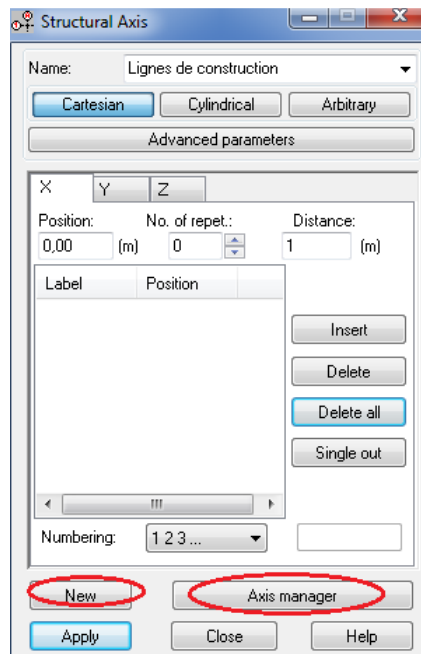 Structural Axis
Name: Lignes de construction
Cartesian Cylindrical Arbitrary
Advanced parameters
X Y Z
Position: No. of repet.: Distance:
0,00 (m) 0 1 (m)
Label Position
Insert
Delete
Delete all
Single out
Numbering: 1 2 3 ...
New Axis manager
Apply Close Help